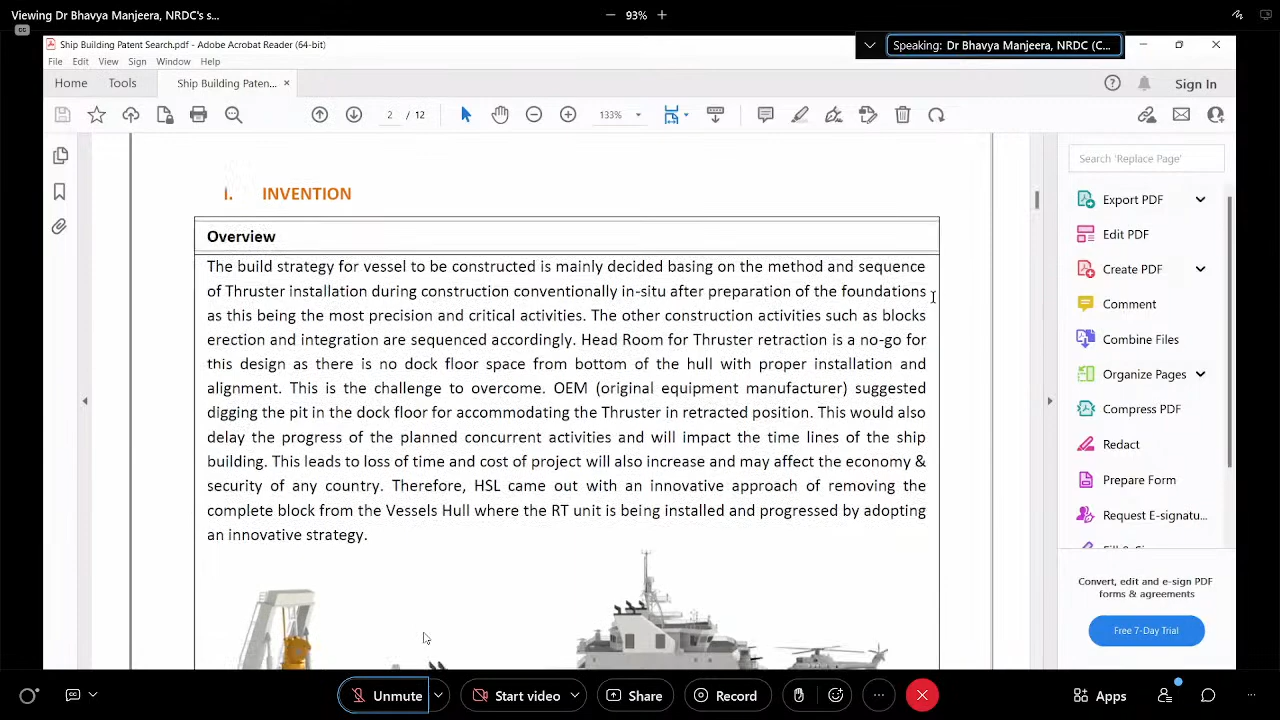 Viewing Dr Bhavya Manjeera, NRDC's s...
93%
CC
Ship Building Patent Search.pdf - Adobe Acrobat Reader (64-bit)
Speaking: Dr Bhavya Manjeera, NRDC (C...
File Edit View Sign Window Help
Home Tools Ship Building Paten... × Sign In
2 / 12 133%
Search 'Replace Page'
I. INVENTION
Overview
The build strategy for vessel to be constructed is mainly decided basing on the method and sequence
of Thruster installation during construction conventionally in-situ after preparation of the foundations
as this being the most precision and critical activities. The other construction activities such as blocks
erection and integration are sequenced accordingly. Head Room for Thruster retraction is a no-go for
this design as there is no dock floor space from bottom of the hull with proper installation and
alignment. This is the challenge to overcome. OEM (original equipment manufacturer) suggested
digging the pit in the dock floor for accommodating the Thruster in retracted position. This would also
delay the progress of the planned concurrent activities and will impact the time lines of the ship
building. This leads to loss of time and cost of project will also increase and may affect the economy &
security of any country. Therefore, HSL came out with an innovative approach of removing the
complete block from the Vessels Hull where the RT unit is being installed and progressed by adopting
an innovative strategy.
Export PDF
Edit PDF
Create PDF
Comment
Combine Files
Organize Pages
Compress PDF
Redact
Prepare Form
Request E-signatu...
Convert, edit and e-sign PDF
forms & agreements
Free 7-Day Trial
CC Unmute Start video Share Record Apps